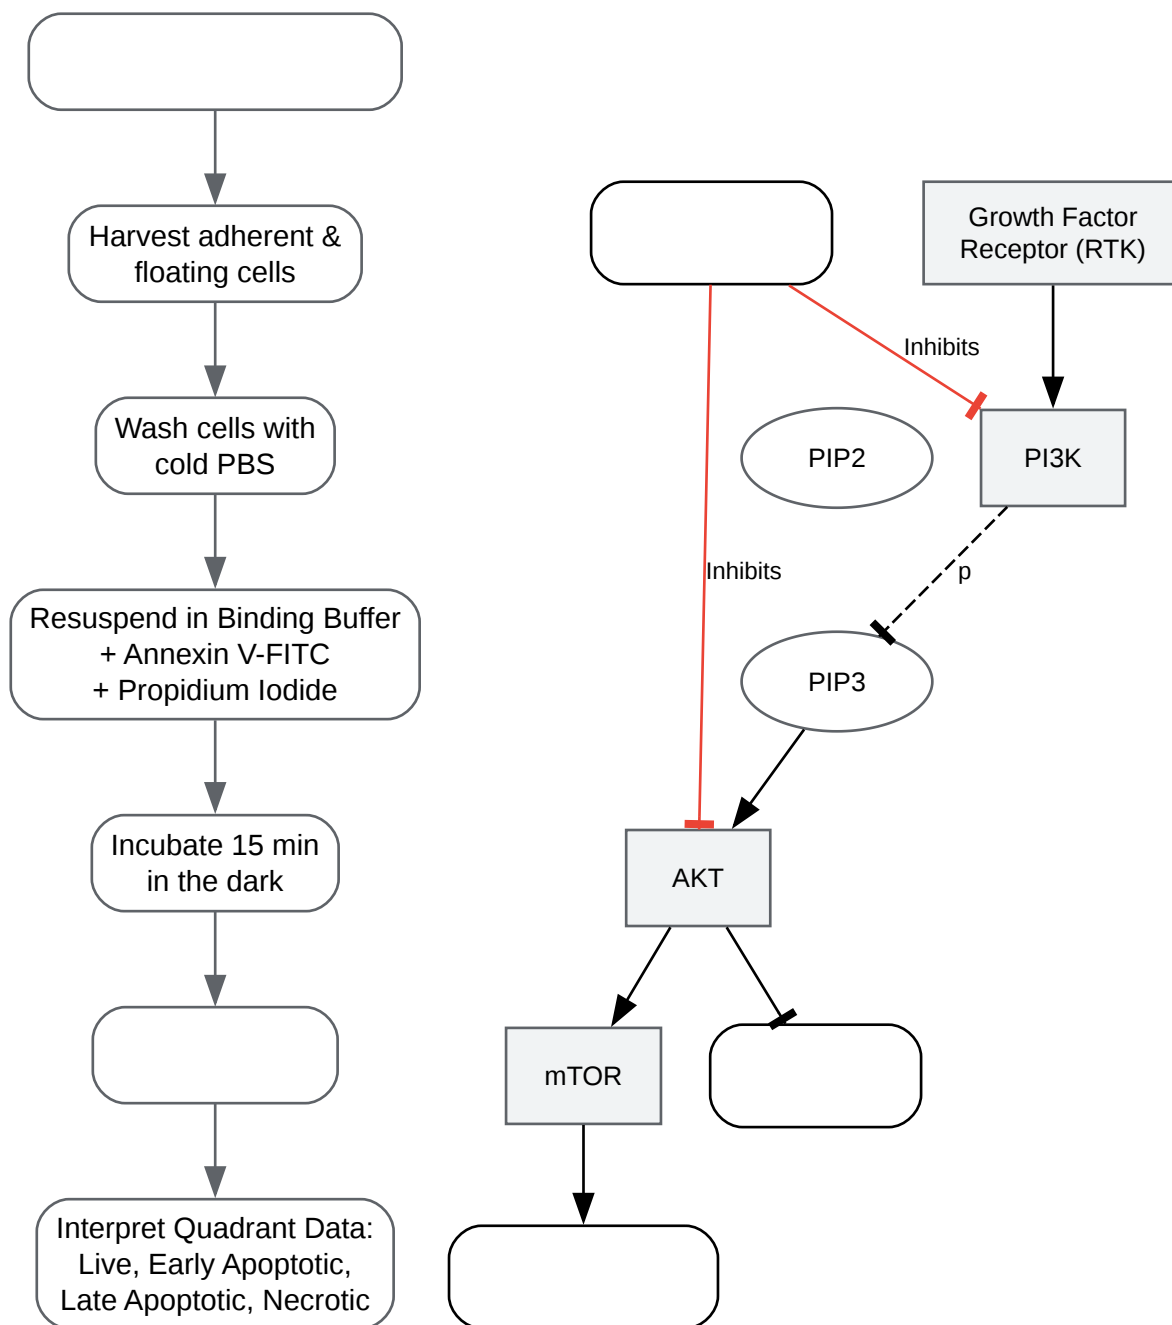 Harvest adherent &
floating cells
Wash cells with
cold PBS
Resuspend in Binding Buffer
+ Annexin V-FITC
+ Propidium Iodide
Incubate 15 min
in the dark
Interpret Quadrant Data:
Live, Early Apoptotic,
Late Apoptotic, Necrotic
Growth Factor
Receptor (RTK)
Inhibits
PIP2
PI3K
Inhibits
p
PIP3
AKT
mTOR